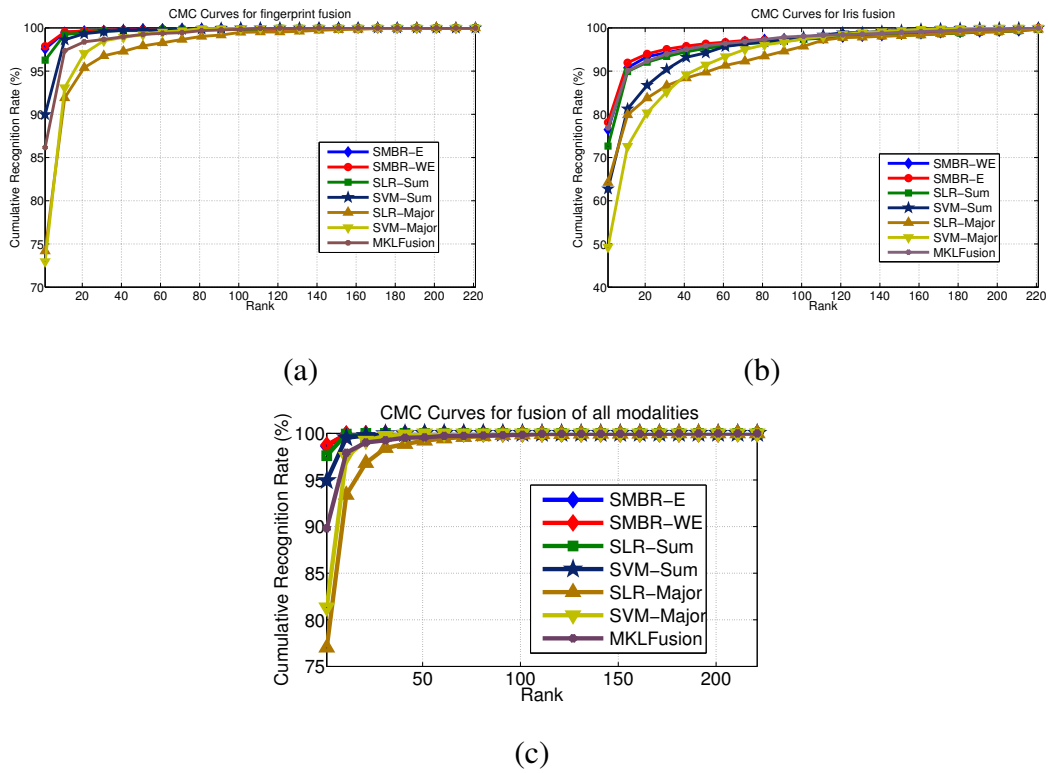 CMC Curves for fingerprint fusion
Cumulative Recognition Rate (%)
100
95
90
85
80
75
70
20 40 60 80 100 120 140 160 180 200 220
Rank
SMBR-E
SMBR-WE
SLR-Sum
SVM-Sum
SLR-Major
SVM-Major
MKLFusion
(a)
CMC Curves for Iris fusion
Cumulative Recognition Rate (%)
100
90
80
70
60
50
40
20 40 60 80 100 120 140 160 180 200 220
Rank
SMBR-WE
SMBR-E
SLR-Sum
SVM-Sum
SLR-Major
SVM-Major
MKLFusion
(b)
CMC Curves for fusion of all modalities
Cumulative Recognition Rate (%)
100
95
90
85
80
75
50 100 150 200
Rank
SMBR-E
SMBR-WE
SLR-Sum
SVM-Sum
SLR-Major
SVM-Major
MKLFusion
(c)